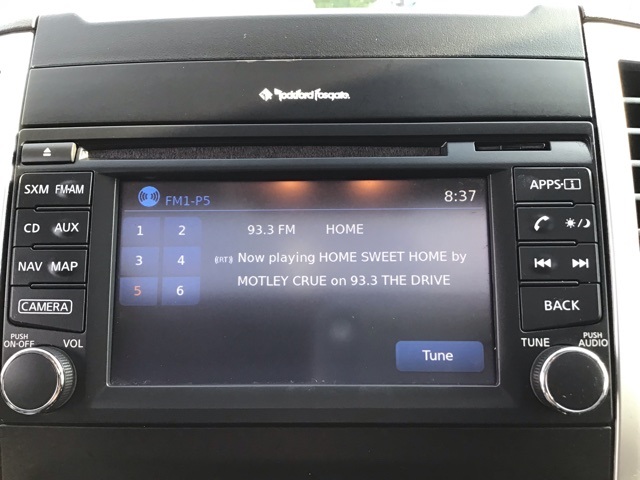 Rockford Fosgate
SXM FM•AM
CD AUX
NAV MAP
CAMERA
PUSH ON-OFF VOL
FM1-P5 8:37
1 2
3 4
5 6
93.3 FM HOME
((RT)) Now playing HOME SWEET HOME by
MOTLEY CRUE on 93.3 THE DRIVE
Tune
APPS•i
BACK
TUNE PUSH AUDIO